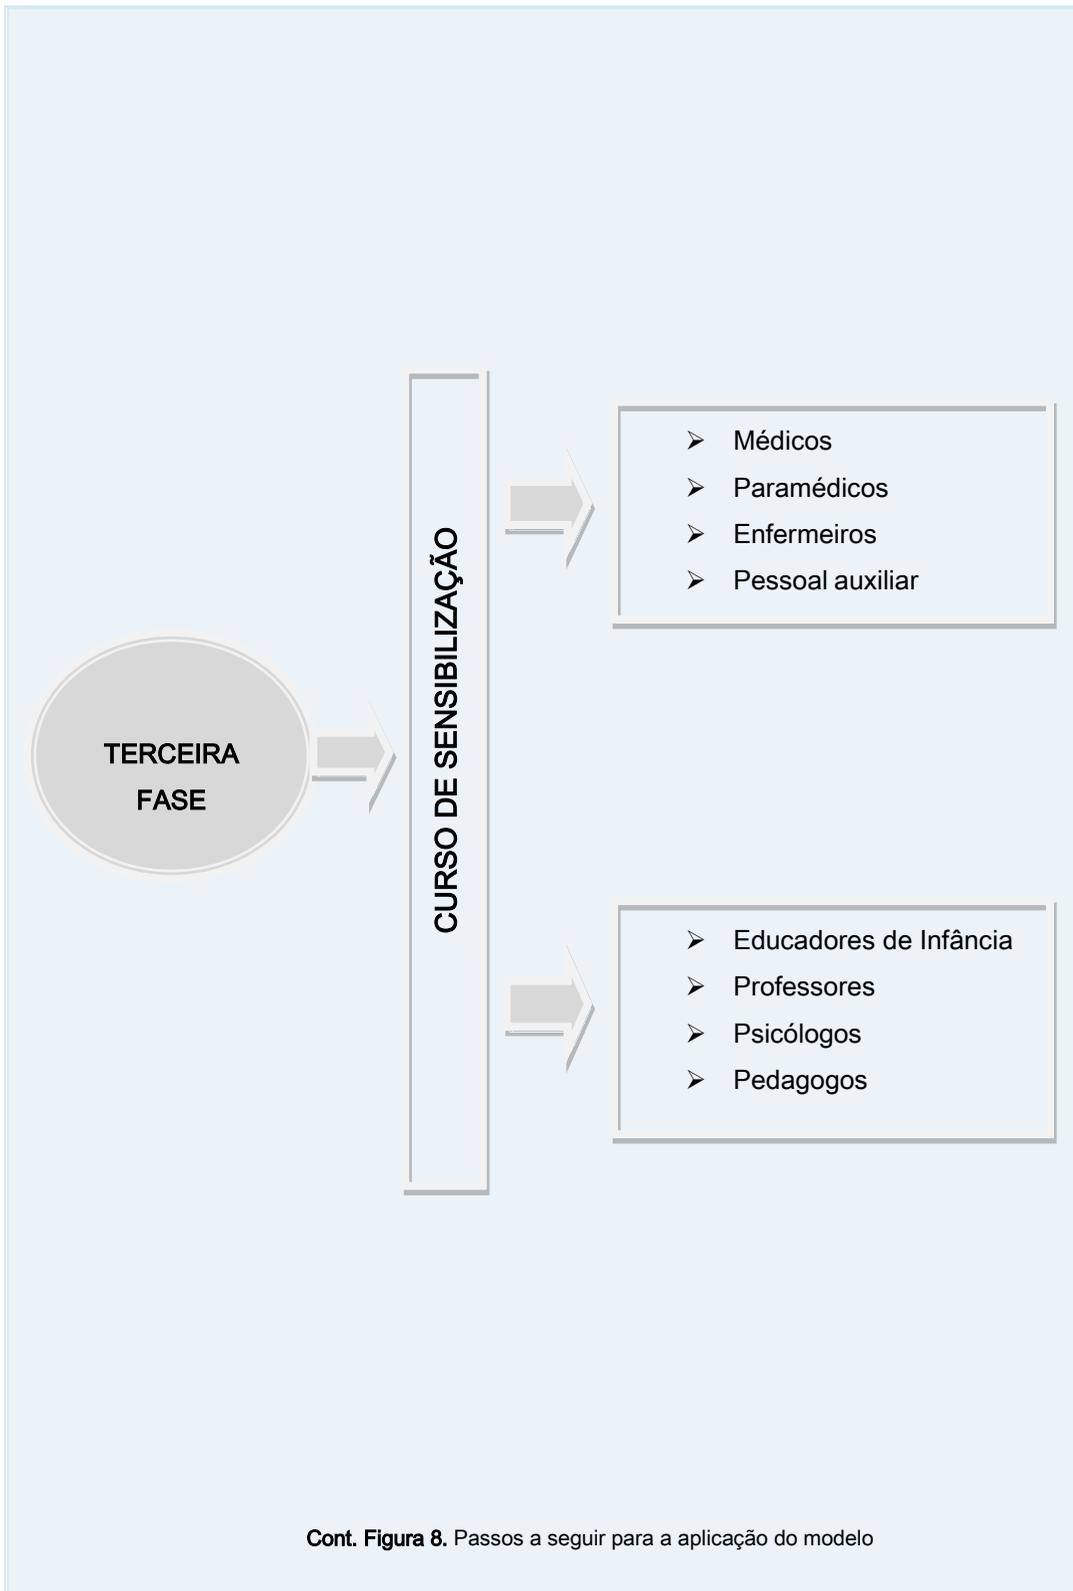 TERCEIRA
FASE
CURSO DE SENSIBILIZAÇÃO
➢ Médicos
➢ Paramédicos
➢ Enfermeiros
➢ Pessoal auxiliar
➢ Educadores de Infância
➢ Professores
➢ Psicólogos
➢ Pedagogos
Cont. Figura 8. Passos a seguir para a aplicação do modelo